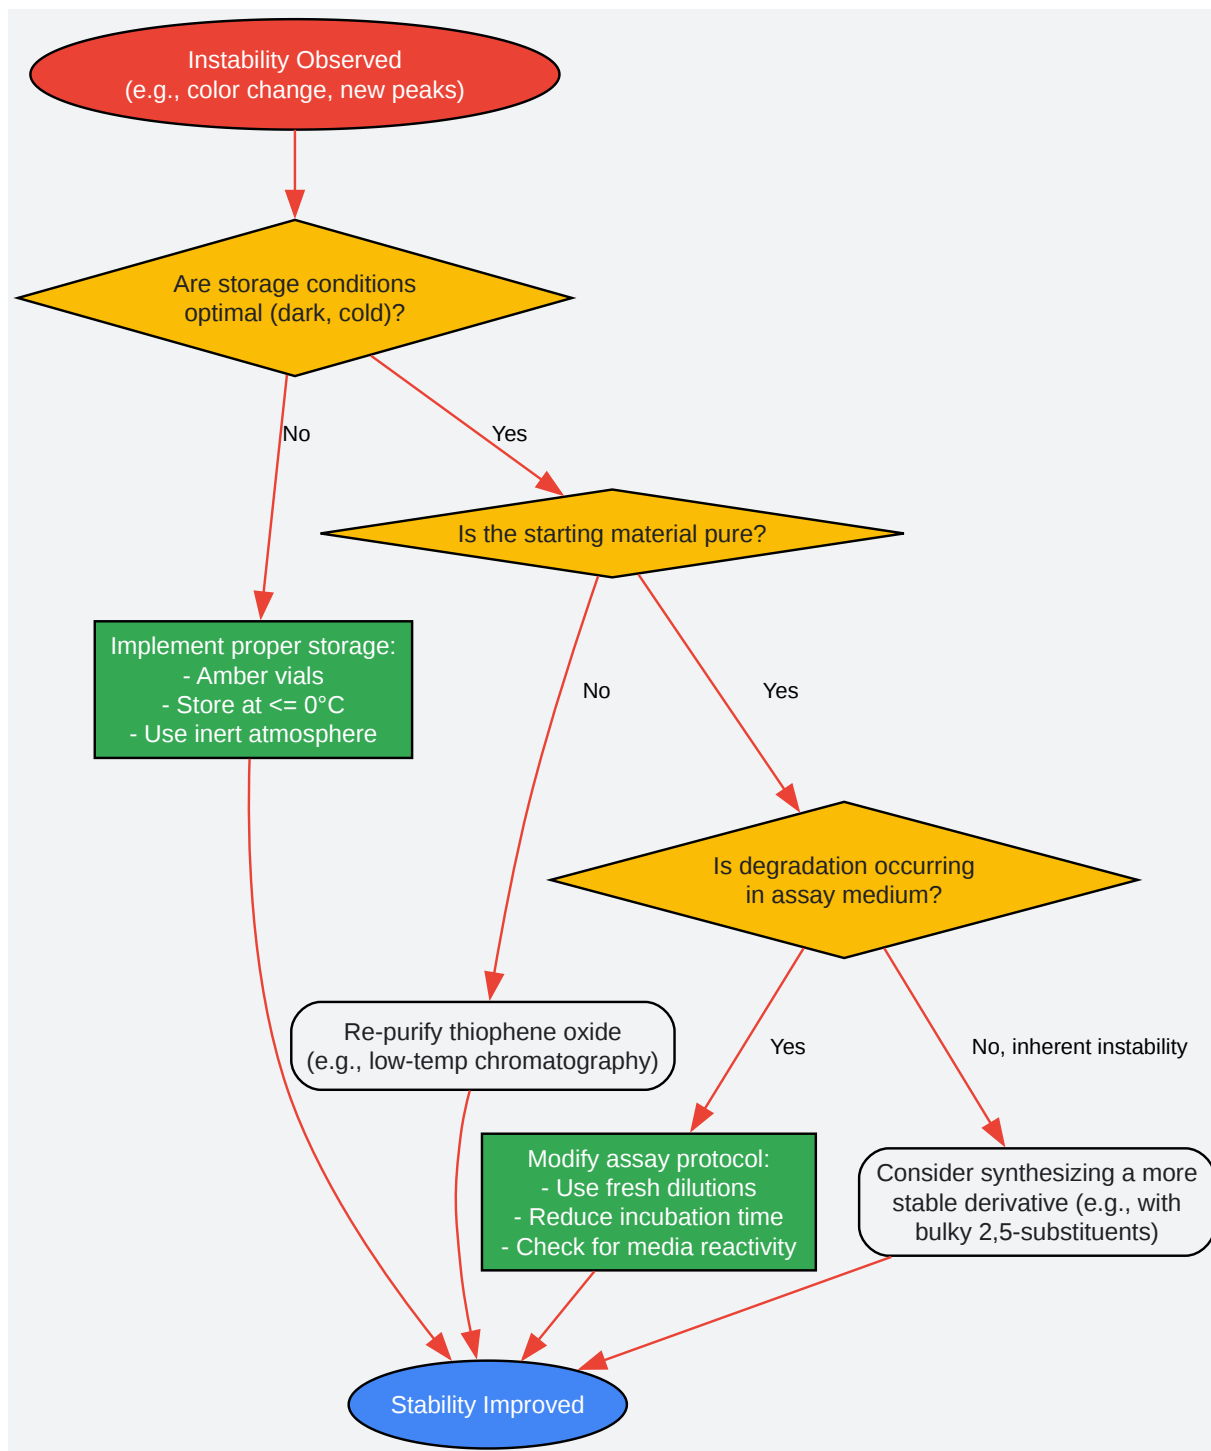 Instability Observed
(e.g., color change, new peaks)
Are storage conditions
optimal (dark, cold)?
No
Yes
Is the starting material pure?
Implement proper storage:
- Amber vials
- Store at <= 0°C
- Use inert atmosphere
No
Yes
Is degradation occurring
in assay medium?
Re-purify thiophene oxide
(e.g., low-temp chromatography)
Yes
No, inherent instability
Modify assay protocol:
- Use fresh dilutions
- Reduce incubation time
- Check for media reactivity
Consider synthesizing a more
stable derivative (e.g., with
bulky 2,5-substituents)
Stability Improved